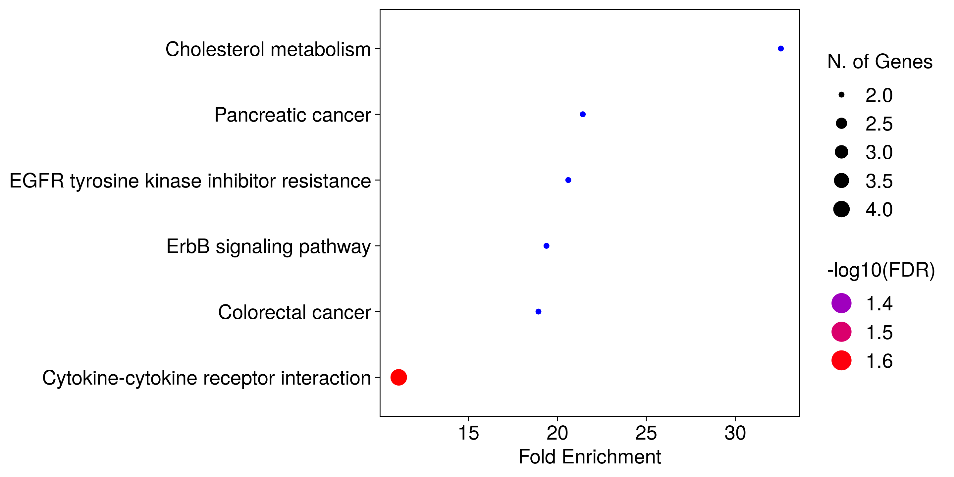 Cholesterol metabolism
Pancreatic cancer
EGFR tyrosine kinase inhibitor resistance
ErbB signaling pathway
Colorectal cancer
Cytokine-cytokine receptor interaction
15 20 25 30
Fold Enrichment
N. of Genes
2.0
2.5
3.0
3.5
4.0
-log10(FDR)
1.4
1.5
1.6